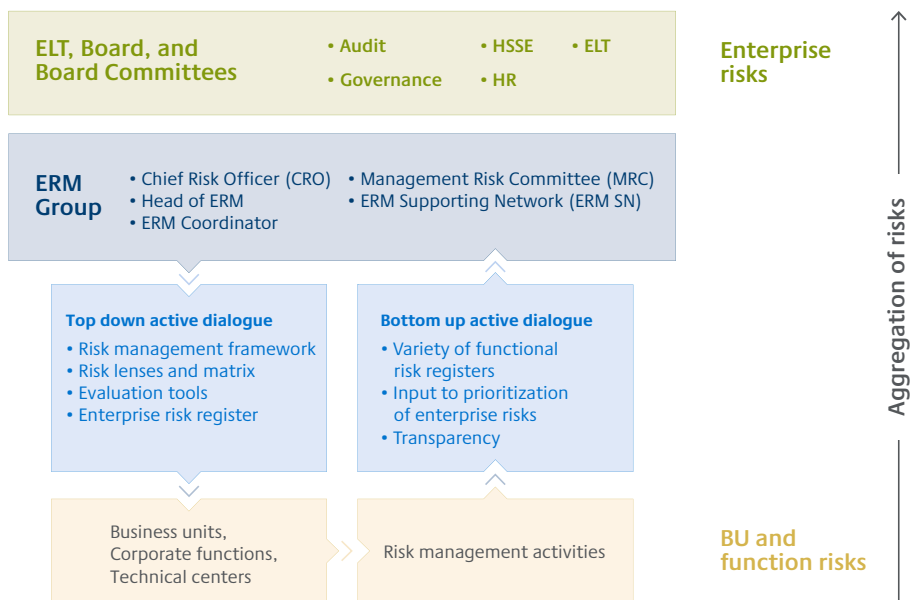 ELT, Board, and
Board Committees
• Audit
• HSSE
• ELT
• Governance
• HR
Enterprise
risks
ERM
Group
• Chief Risk Officer (CRO)
• Head of ERM
• ERM Coordinator
• Management Risk Committee (MRC)
• ERM Supporting Network (ERM SN)
Aggregation of risks
Top down active dialogue
• Risk management framework
• Risk lenses and matrix
• Evaluation tools
• Enterprise risk register
Bottom up active dialogue
• Variety of functional
risk registers
• Input to prioritization
of enterprise risks
• Transparency
Business units,
Corporate functions,
Technical centers
Risk management activities
BU and
function risks